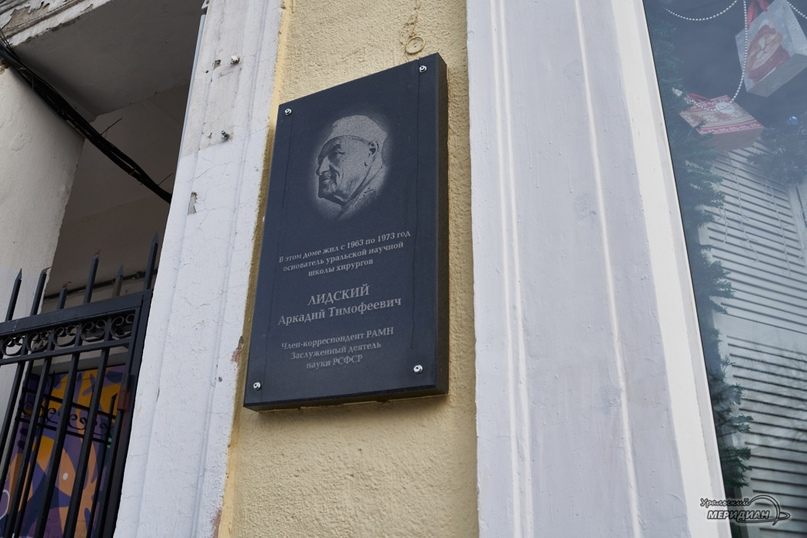 В этом доме жил с 1963 по 1973 год
основатель уральской научной
школы хирургов
ЛИДСКИЙ
Аркадий Тимофеевич
Член-корреспондент РАМН
Заслуженный деятель
науки РСФСР
Уральский
МЕРИДИАН